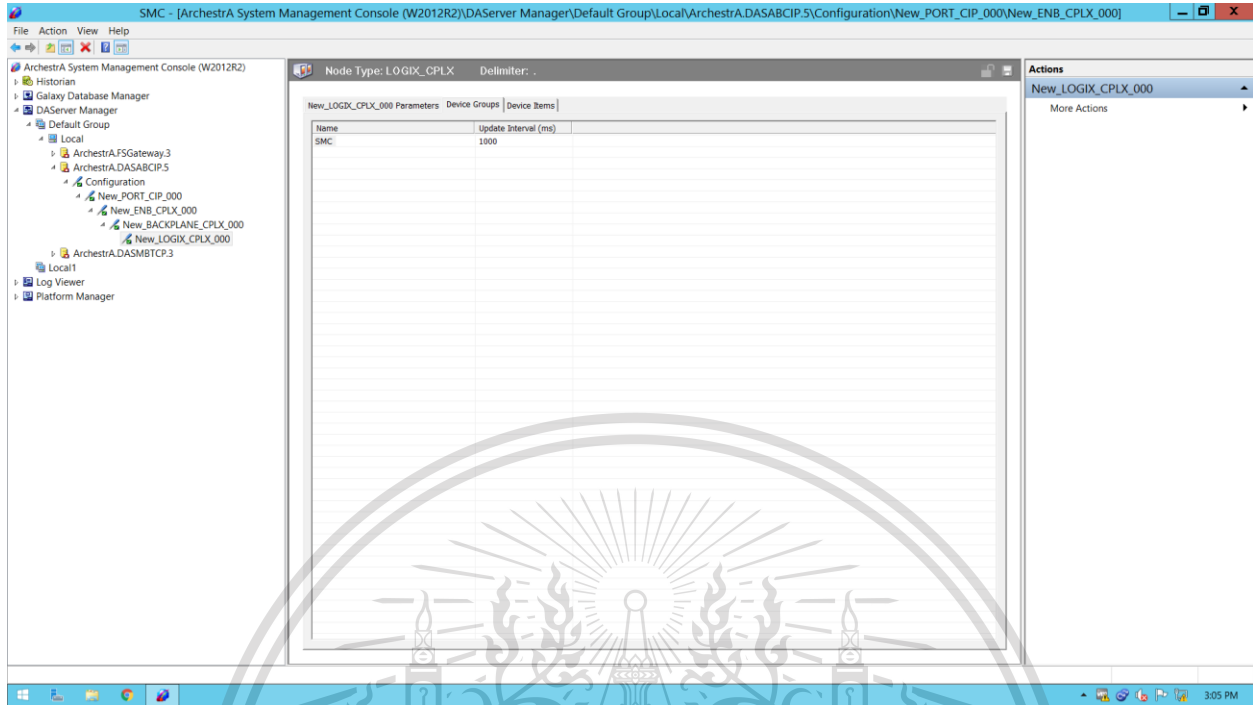 SMC - [ArchestrA System Management Console (W2012R2)\DAServer Manager\Default Group\Local\ArchestrA.DASABCIP.5\Configuration\New_PORT_CIP_000\New_ENB_CPLX_000]
File Action View Help
ArchestrA System Management Console (W2012R2)
Historian
Galaxy Database Manager
DAServer Manager
Default Group
Local
ArchestrA.FSGateway.3
ArchestrA.DASABCIP.5
Configuration
New_PORT_CIP_000
New_ENB_CPLX_000
New_BACKPLANE_CPLX_000
New_LOGIX_CPLX_000
ArchestrA.DASMBTCP.3
Local1
Log Viewer
Platform Manager
Node Type: LOGIX_CPLX Delimiter: .
New_LOGIX_CPLX_000 Parameters Device Groups Device Items
Name Update Interval (ms)
SMC 1000
Actions
New_LOGIX_CPLX_000
More Actions
3:05 PM